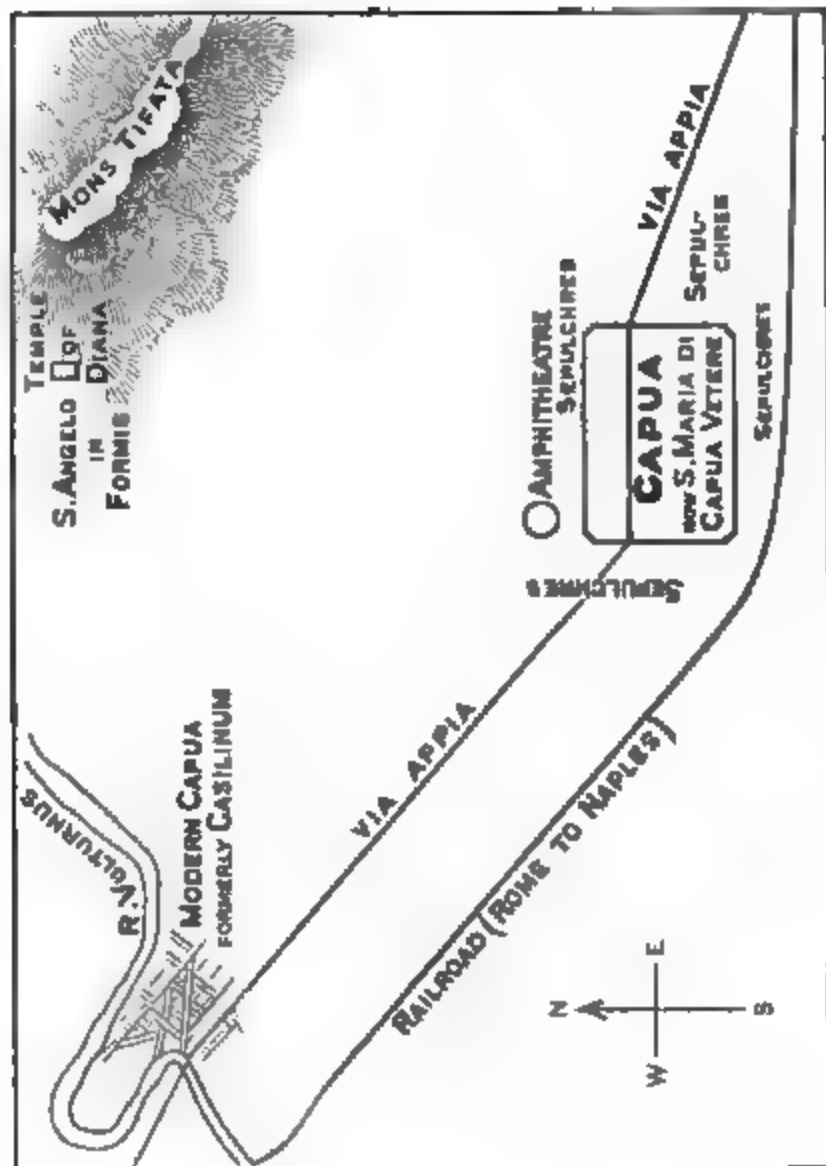 MONS TIFATA
TEMPLE
OF
DIANA
S. ANGELO
IN
FORMIS
R. VOLTURNUS
MODERN CAPUA
FORMERLY CASILINUM
VIA APPIA
VIA APPIA
AMPHITHEATRE
SEPULCHRES
SEPULCHRES
CAPUA
NOW S. MARIA DI
CAPUA VETERE
SEPUL-
CHRES
SEPULCHRES
RAILROAD (ROME TO NAPLES)
N
W E
S